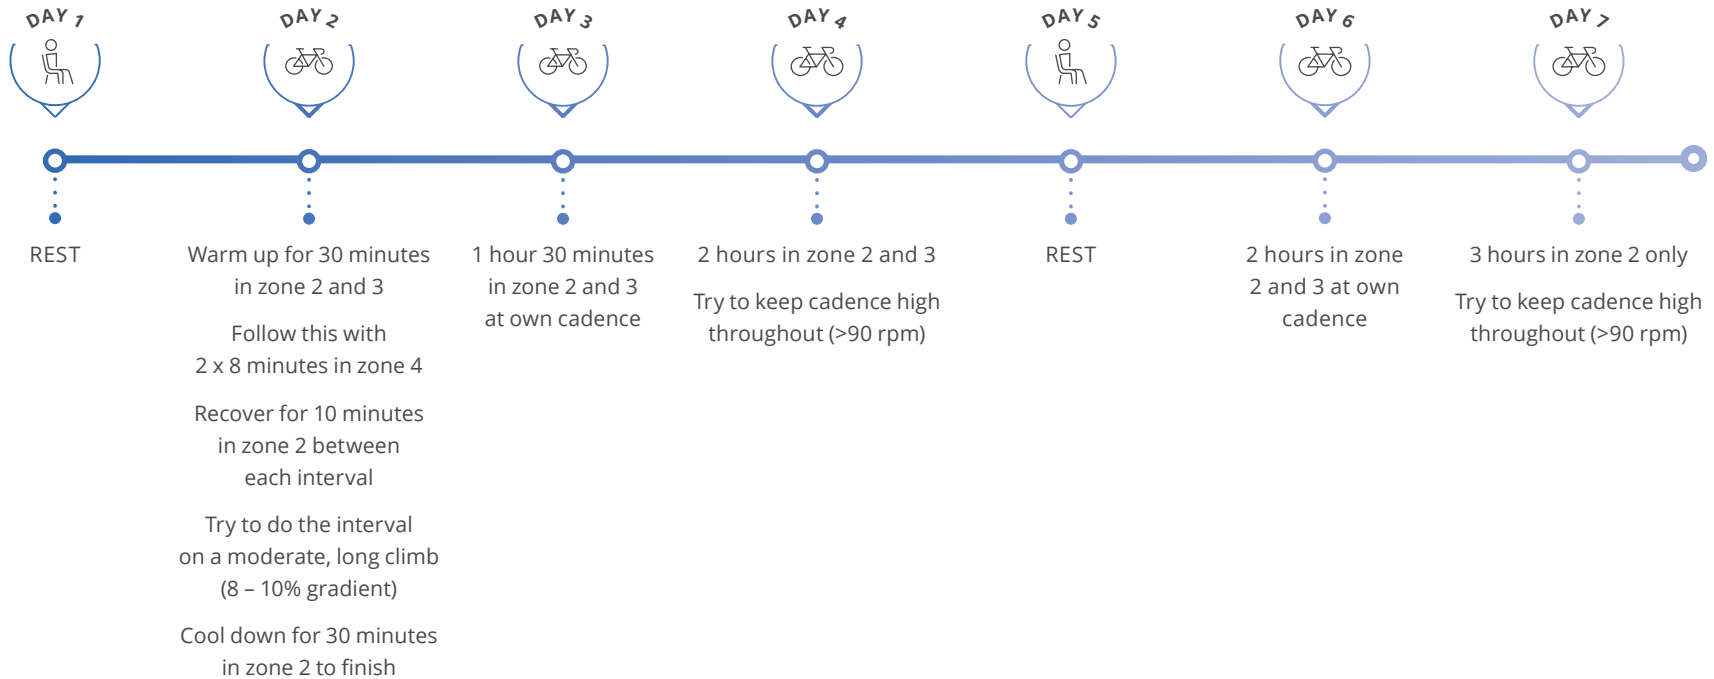 DAY 1
DAY 2
DAY 3
DAY 4
DAY 5
DAY 6
DAY 7
REST
Warm up for 30 minutes
in zone 2 and 3
Follow this with
2 x 8 minutes in zone 4
Recover for 10 minutes
in zone 2 between
each interval
Try to do the interval
on a moderate, long climb
(8 – 10% gradient)
Cool down for 30 minutes
in zone 2 to finish
1 hour 30 minutes
in zone 2 and 3
at own cadence
2 hours in zone 2 and 3
Try to keep cadence high
throughout (>90 rpm)
REST
2 hours in zone
2 and 3 at own
cadence
3 hours in zone 2 only
Try to keep cadence high
throughout (>90 rpm)